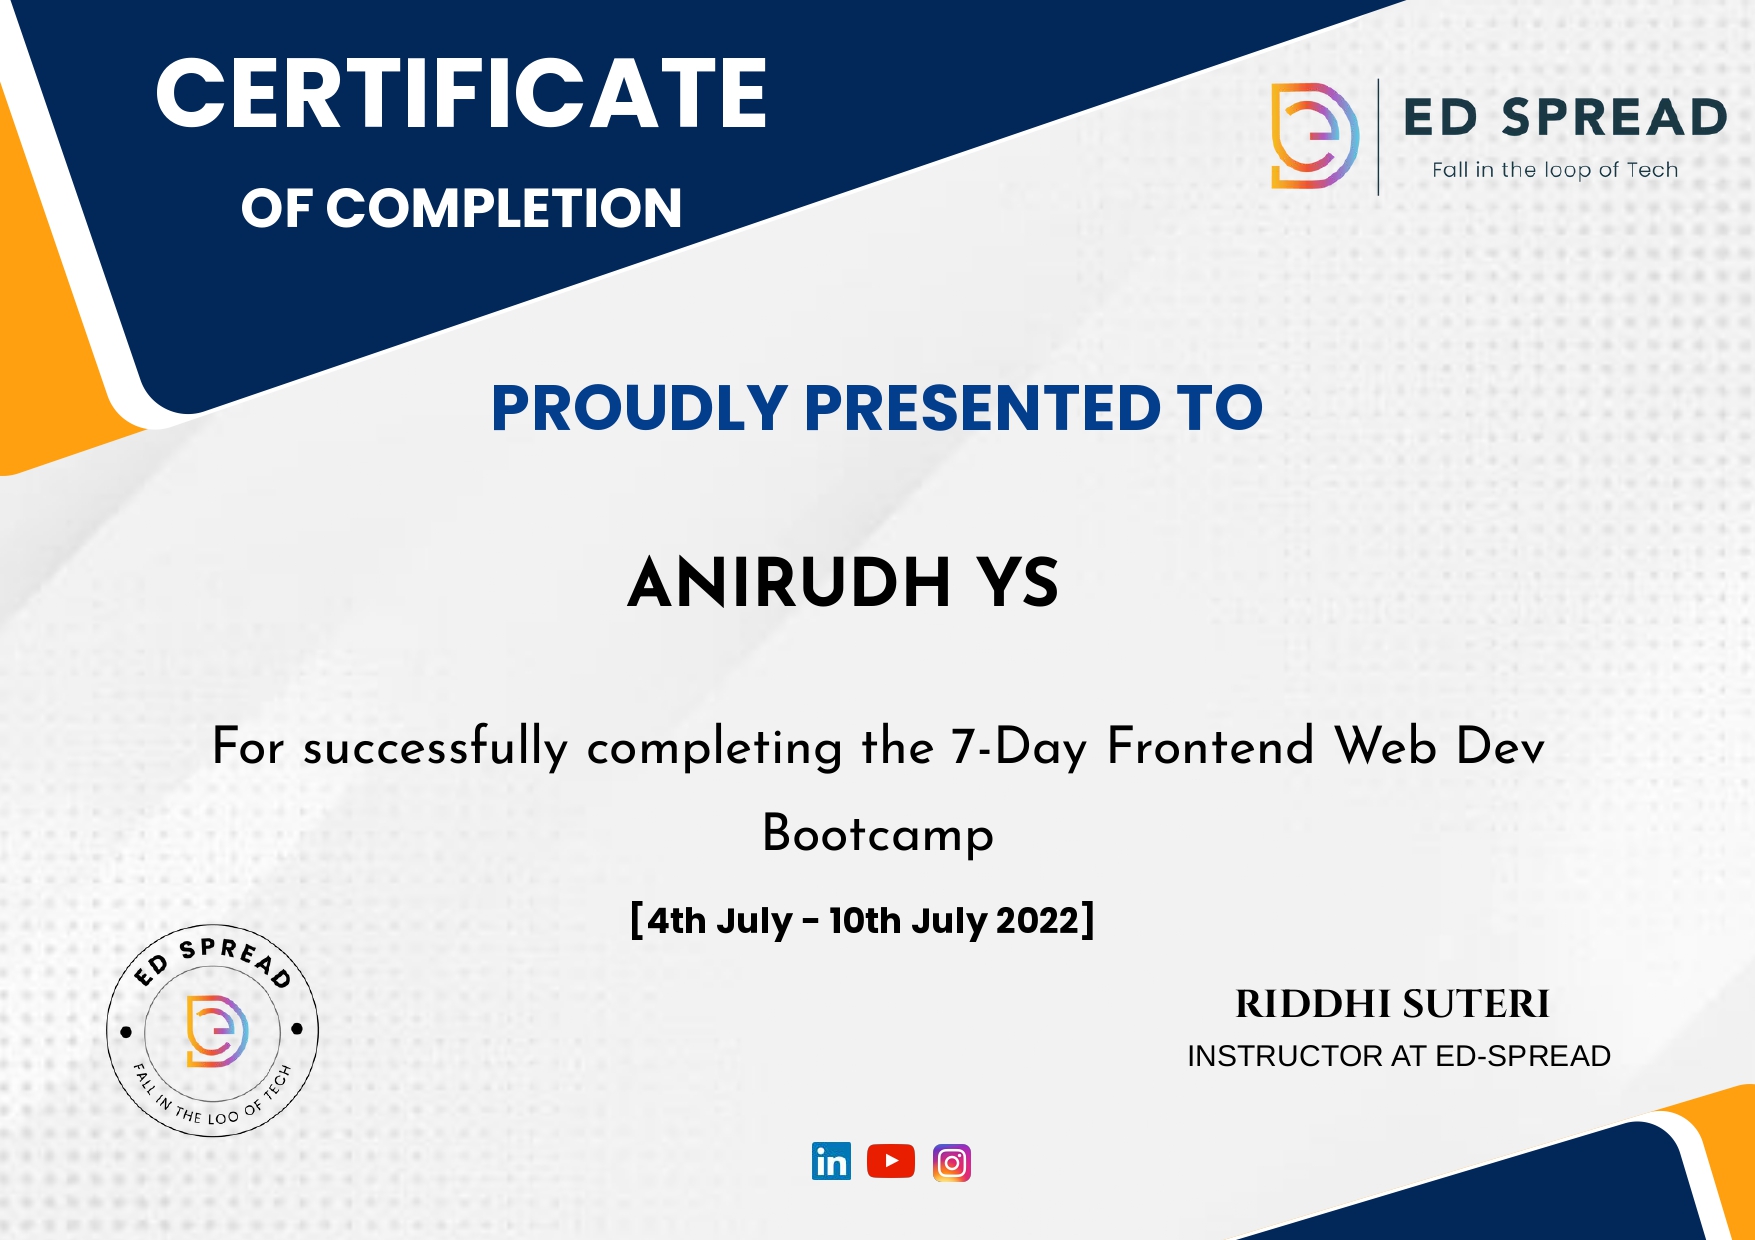 CERTIFICATE
OF COMPLETION
ED SPREAD
Fall in the loop of Tech
PROUDLY PRESENTED TO
ANIRUDH YS
For successfully completing the 7-Day Frontend Web Dev
Bootcamp
[4th July - 10th July 2022]
ED SPREAD
FALL IN THE LOO OF TECH
RIDDHI SUTERI
INSTRUCTOR AT ED-SPREAD
in